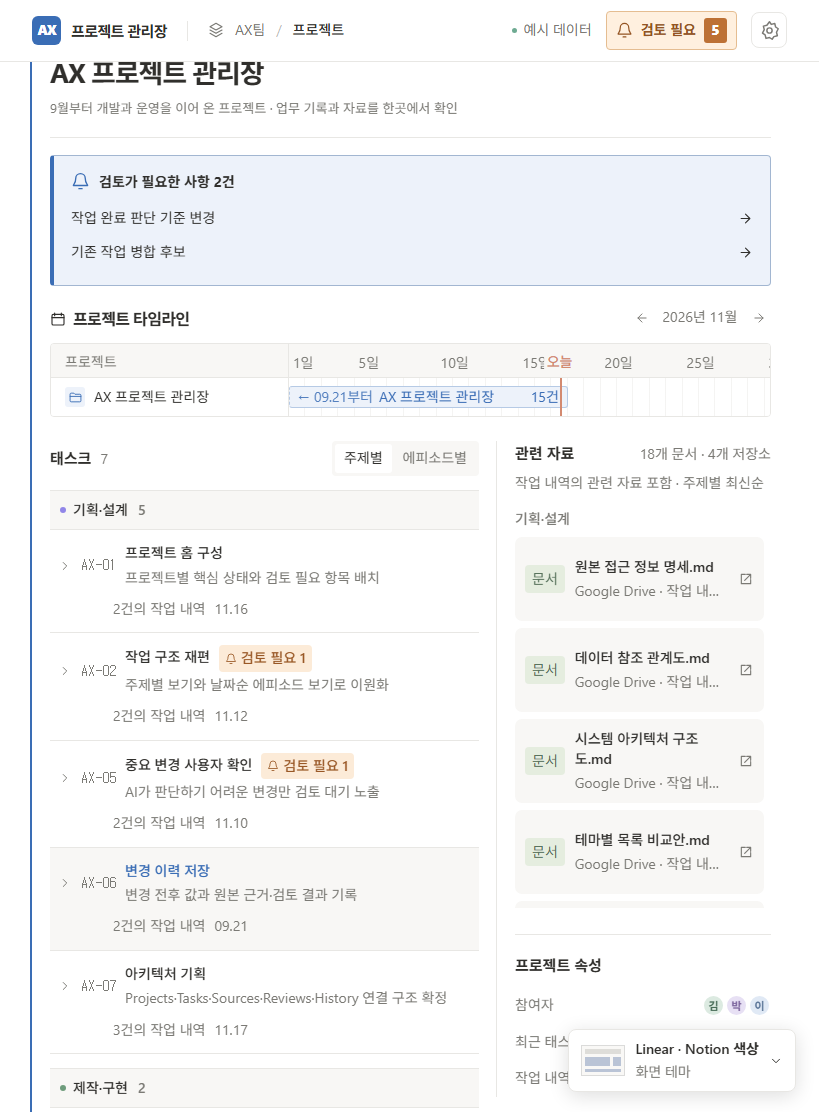 AX 프로젝트 관리장 AX팀 / 프로젝트 예시 데이터 검토 필요 5
AX 프로젝트 관리장
9월부터 개발과 운영을 이어 온 프로젝트 · 업무 기록과 자료를 한곳에서 확인
검토가 필요한 사항 2건
작업 완료 판단 기준 변경 →
기존 작업 병합 후보 →
프로젝트 타임라인 ← 2026년 11월 →
프로젝트 1일 5일 10일 15일 오늘 20일 25일
AX 프로젝트 관리장 ← 09.21부터 AX 프로젝트 관리장 15건
태스크 7 주제별 에피소드별
기획·설계 5
AX-01 프로젝트 홈 구성
프로젝트별 핵심 상태와 검토 필요 항목 배치
2건의 작업 내역 11.16
AX-02 작업 구조 재편 검토 필요 1
주제별 보기와 날짜순 에피소드 보기로 이원화
2건의 작업 내역 11.12
AX-05 중요 변경 사용자 확인 검토 필요 1
AI가 판단하기 어려운 변경만 검토 대기 노출
2건의 작업 내역 11.10
AX-06 변경 이력 저장
변경 전후 값과 원본 근거·검토 결과 기록
2건의 작업 내역 09.21
AX-07 아키텍처 기획
Projects·Tasks·Sources·Reviews·History 연결 구조 확정
3건의 작업 내역 11.17
제작·구현 2
관련 자료 18개 문서 · 4개 저장소
작업 내역의 관련 자료 포함 · 주제별 최신순
기획·설계
문서 원본 접근 정보 명세.md
Google Drive · 작업 내...
문서 데이터 참조 관계도.md
Google Drive · 작업 내...
문서 시스템 아키텍처 구조
도.md
Google Drive · 작업 내...
문서 테마별 목록 비교안.md
Google Drive · 작업 내...
프로젝트 속성
참여자 김 박 이
최근 태스
작업 내역
Linear · Notion 색상
화면 테마